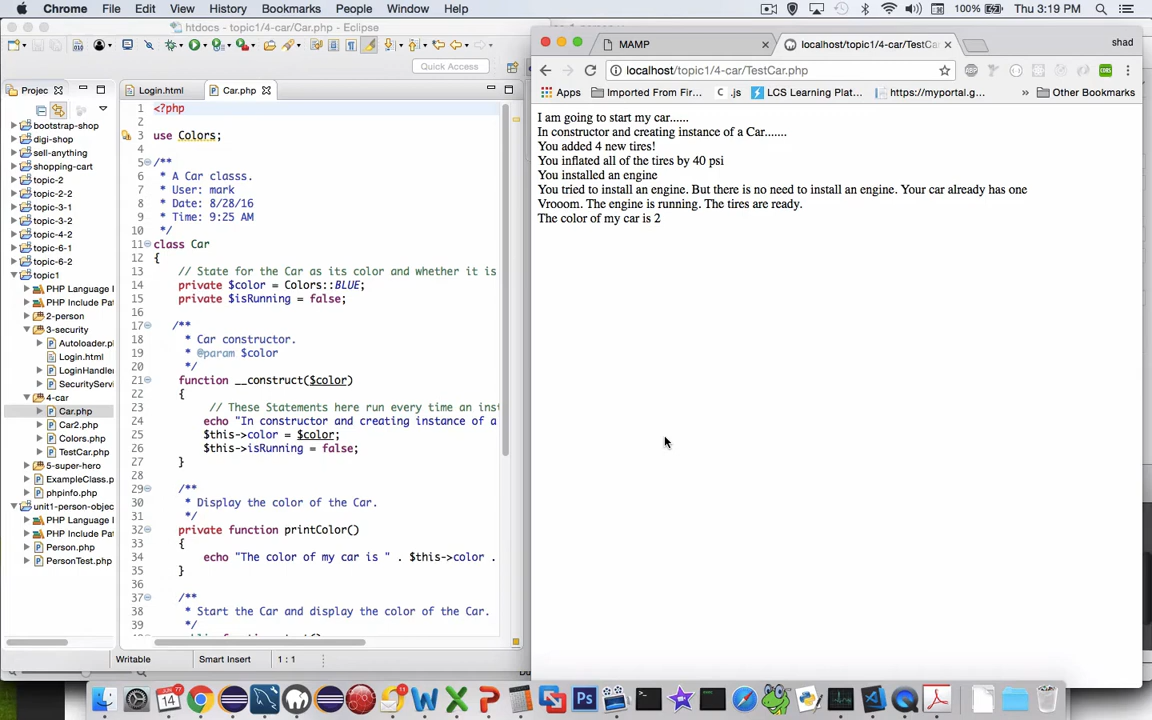 Chrome File Edit View History Bookmarks People Window Help 100% Thu 3:19 PM
htdocs - topic1/4-car/Car.php - Eclipse
Quick Access
Projec
bootstrap-shop
digi-shop
sell-anything
shopping-cart
topic-2
topic-2-2
topic-3-1
topic-3-2
topic-4-2
topic-6-1
topic-6-2
topic1
PHP Language
PHP Include Pat
2-person
3-security
Autoloader.pl
Login.html
LoginHandler
SecurityServi
4-car
Car.php
Car2.php
Colors.php
TestCar.php
5-super-hero
ExampleClass.p
phpinfo.php
unit1-person-objec
PHP Language I
PHP Include Pat
Person.php
PersonTest.php
Login.html Car.php
1 <?php
2
3 use Colors;
4
5 /**
6 * A Car classs.
7 * User: mark
8 * Date: 8/28/16
9 * Time: 9:25 AM
10 */
11 class Car
12 {
13 // State for the Car as its color and whether it is
14 private $color = Colors::BLUE;
15 private $isRunning = false;
16
17 /**
18 * Car constructor.
19 * @param $color
20 */
21 function __construct($color)
22 {
23 // These Statements here run every time an inst
24 echo "In constructor and creating instance of a
25 $this->color = $color;
26 $this->isRunning = false;
27 }
28
29 /**
30 * Display the color of the Car.
31 */
32 private function printColor()
33 {
34 echo "The color of my car is " . $this->color .
35 }
36
37 /**
38 * Start the Car and display the color of the Car.
39 */
Writable Smart Insert 1 : 1
MAMP localhost/topic1/4-car/TestCa shad
localhost/topic1/4-car/TestCar.php
Apps Imported From Fir... .js LCS Learning Plat... https://myportal.g... » Other Bookmarks
I am going to start my car......
In constructor and creating instance of a Car.......
You added 4 new tires!
You inflated all of the tires by 40 psi
You installed an engine
You tried to install an engine. But there is no need to install an engine. Your car already has one
Vrooom. The engine is running. The tires are ready.
The color of my car is 2